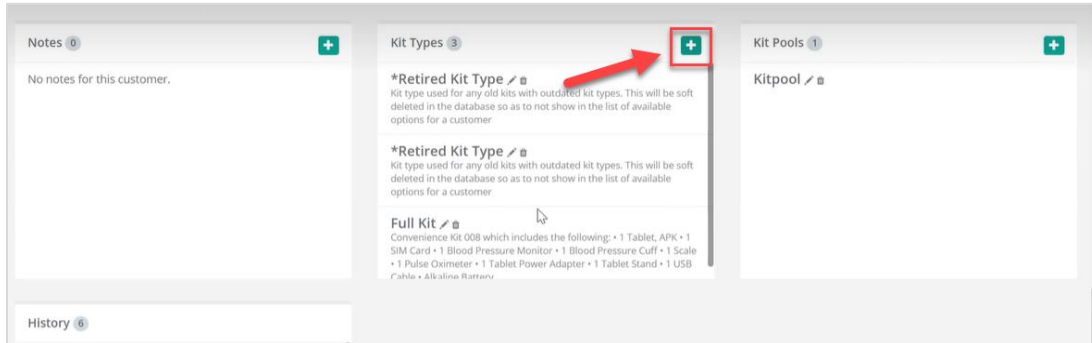 Notes 0
No notes for this customer.
Kit Types 3
*Retired Kit Type
Kit type used for any old kits with outdated kit types. This will be soft
deleted in the database so as to not show in the list of available
options for a customer
*Retired Kit Type
Kit type used for any old kits with outdated kit types. This will be soft
deleted in the database so as to not show in the list of available
options for a customer
Full Kit
Convenience Kit 008 which includes the following: • 1 Tablet, APK • 1
SIM Card • 1 Blood Pressure Monitor • 1 Blood Pressure Cuff • 1 Scale
• 1 Pulse Oximeter • 1 Tablet Power Adapter • 1 Tablet Stand • 1 USB
Cable • Alkaline Battery
Kit Pools 1
Kitpool
History 6